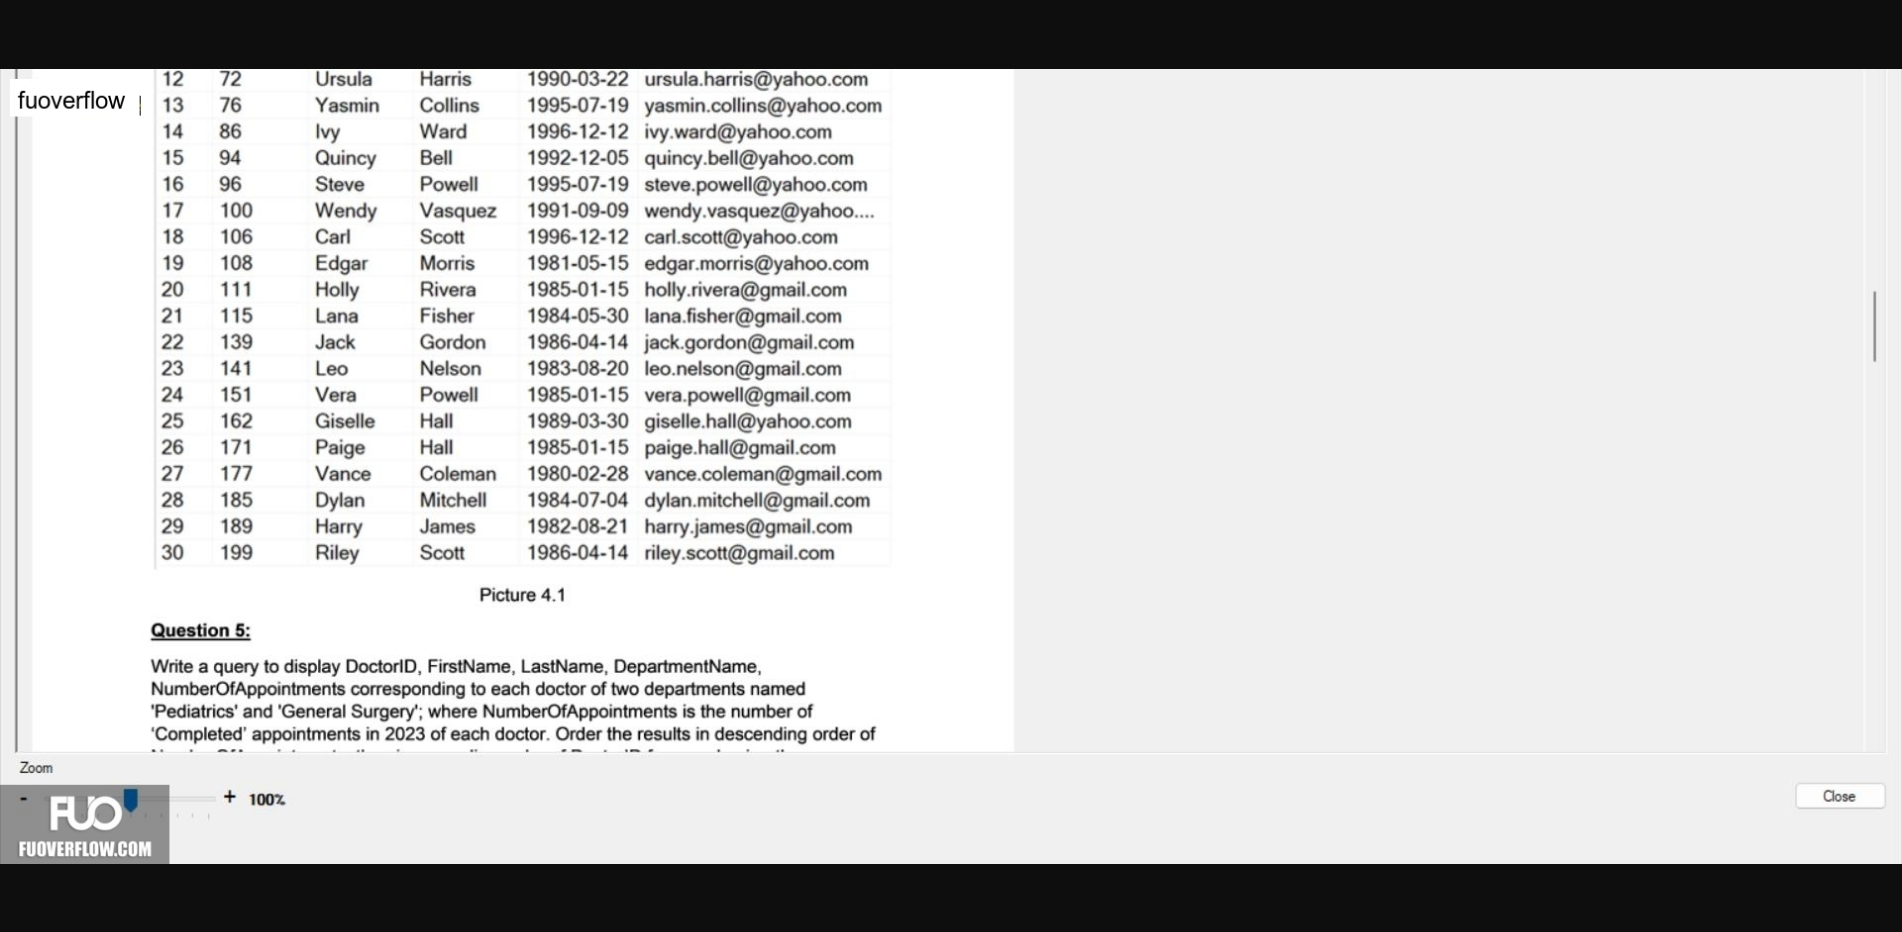 fuoverflow
12 72 Ursula Harris 1990-03-22 ursula.harris@yahoo.com
13 76 Yasmin Collins 1995-07-19 yasmin.collins@yahoo.com
14 86 Ivy Ward 1996-12-12 ivy.ward@yahoo.com
15 94 Quincy Bell 1992-12-05 quincy.bell@yahoo.com
16 96 Steve Powell 1995-07-19 steve.powell@yahoo.com
17 100 Wendy Vasquez 1991-09-09 wendy.vasquez@yahoo....
18 106 Carl Scott 1996-12-12 carl.scott@yahoo.com
19 108 Edgar Morris 1981-05-15 edgar.morris@yahoo.com
20 111 Holly Rivera 1985-01-15 holly.rivera@gmail.com
21 115 Lana Fisher 1984-05-30 lana.fisher@gmail.com
22 139 Jack Gordon 1986-04-14 jack.gordon@gmail.com
23 141 Leo Nelson 1983-08-20 leo.nelson@gmail.com
24 151 Vera Powell 1985-01-15 vera.powell@gmail.com
25 162 Giselle Hall 1989-03-30 giselle.hall@yahoo.com
26 171 Paige Hall 1985-01-15 paige.hall@gmail.com
27 177 Vance Coleman 1980-02-28 vance.coleman@gmail.com
28 185 Dylan Mitchell 1984-07-04 dylan.mitchell@gmail.com
29 189 Harry James 1982-08-21 harry.james@gmail.com
30 199 Riley Scott 1986-04-14 riley.scott@gmail.com
Picture 4.1
Question 5:
Write a query to display DoctorID, FirstName, LastName, DepartmentName,
NumberOfAppointments corresponding to each doctor of two departments named
'Pediatrics' and 'General Surgery'; where NumberOfAppointments is the number of
'Completed' appointments in 2023 of each doctor. Order the results in descending order of
Zoom
- + 100%
Close
FUO
FUOVERFLOW.COM